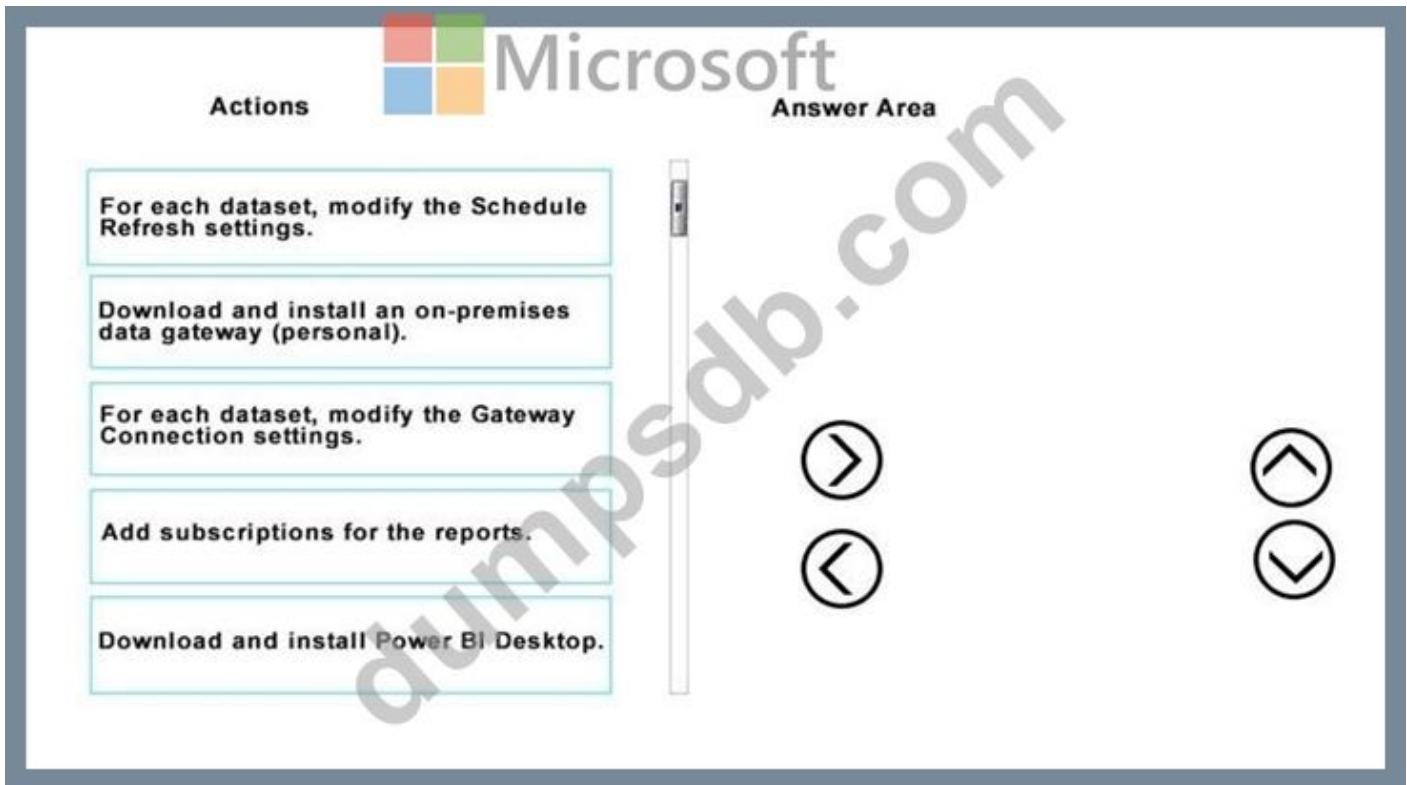 Microsoft
Actions
Answer Area
For each dataset, modify the Schedule
Refresh settings.
Download and install an on-premises
data gateway (personal).
For each dataset, modify the Gateway
Connection settings.
Add subscriptions for the reports.
Download and install Power BI Desktop.
dumpsdb.com